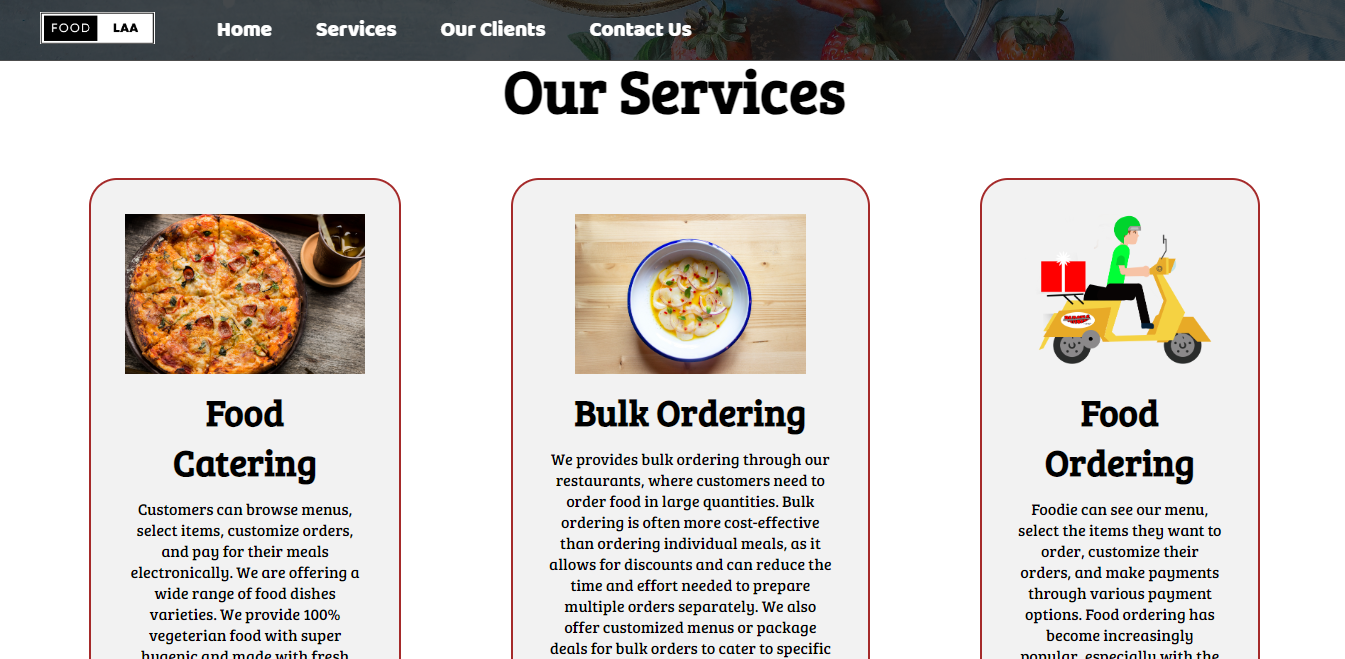 FOOD LAA
Home Services Our Clients Contact Us
Our Services
Food
Catering
Customers can browse menus,
select items, customize orders,
and pay for their meals
electronically. We are offering a
wide range of food dishes
varieties. We provide 100%
vegeterian food with super
hygenic and made with fresh
Bulk Ordering
We provides bulk ordering through our
restaurants, where customers need to
order food in large quantities. Bulk
ordering is often more cost-effective
than ordering individual meals, as it
allows for discounts and can reduce the
time and effort needed to prepare
multiple orders separately. We also
offer customized menus or package
deals for bulk orders to cater to specific
Food
Ordering
Foodie can see our menu,
select the items they want to
order, customize their
orders, and make payments
through various payment
options. Food ordering has
become increasingly
popular, especially with the